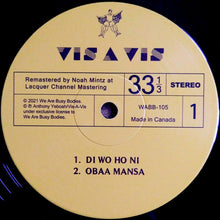 VIS A VIS
Remastered by Noah Mintz at
Lacquer Channel Mastering
33 1/3
STEREO
© 2021 We Are Busy Bodies.
℗ Anthony Yeboah/Vis-A-Vis
under exclusive license to
We Are Busy Bodies.
WABB-105
Made in Canada
1
1. DI WO HO NI
2. OBAA MANSA